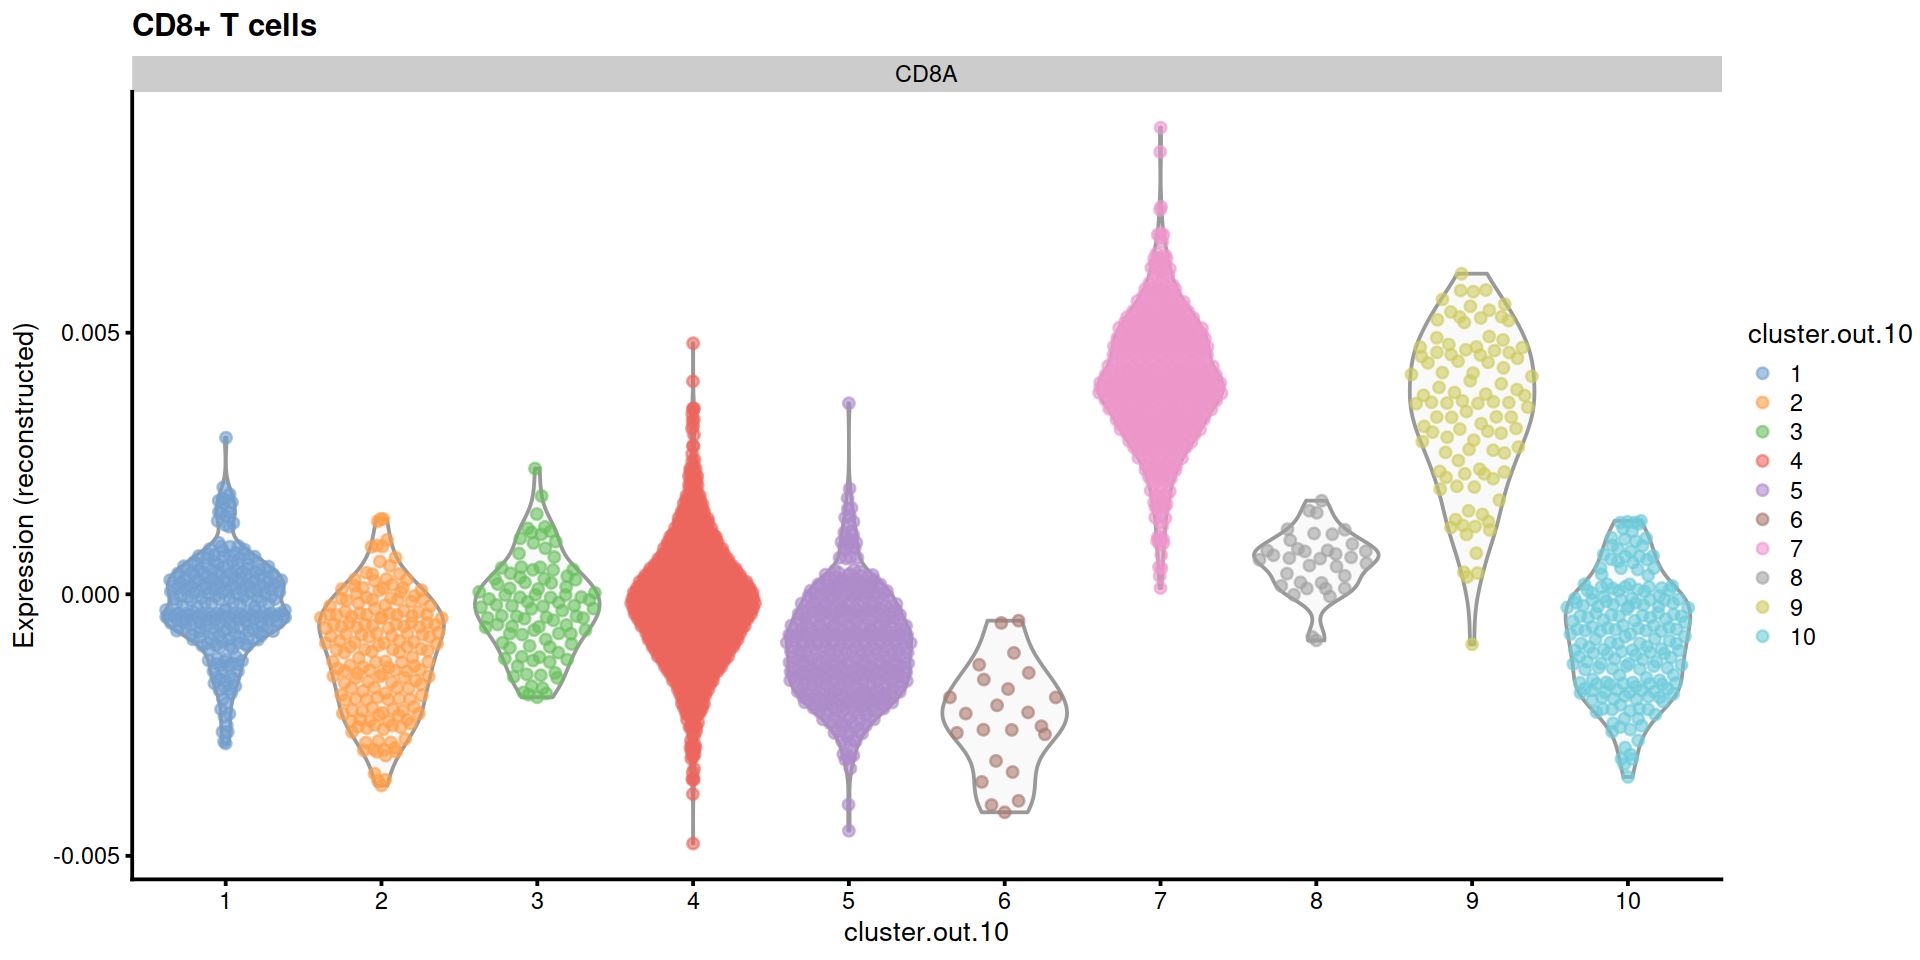 CD8+ T cells
CD8A
Expression (reconstructed)
0.005
0.000
-0.005
1 2 3 4 5 6 7 8 9 10
cluster.out.10
cluster.out.10
1
2
3
4
5
6
7
8
9
10